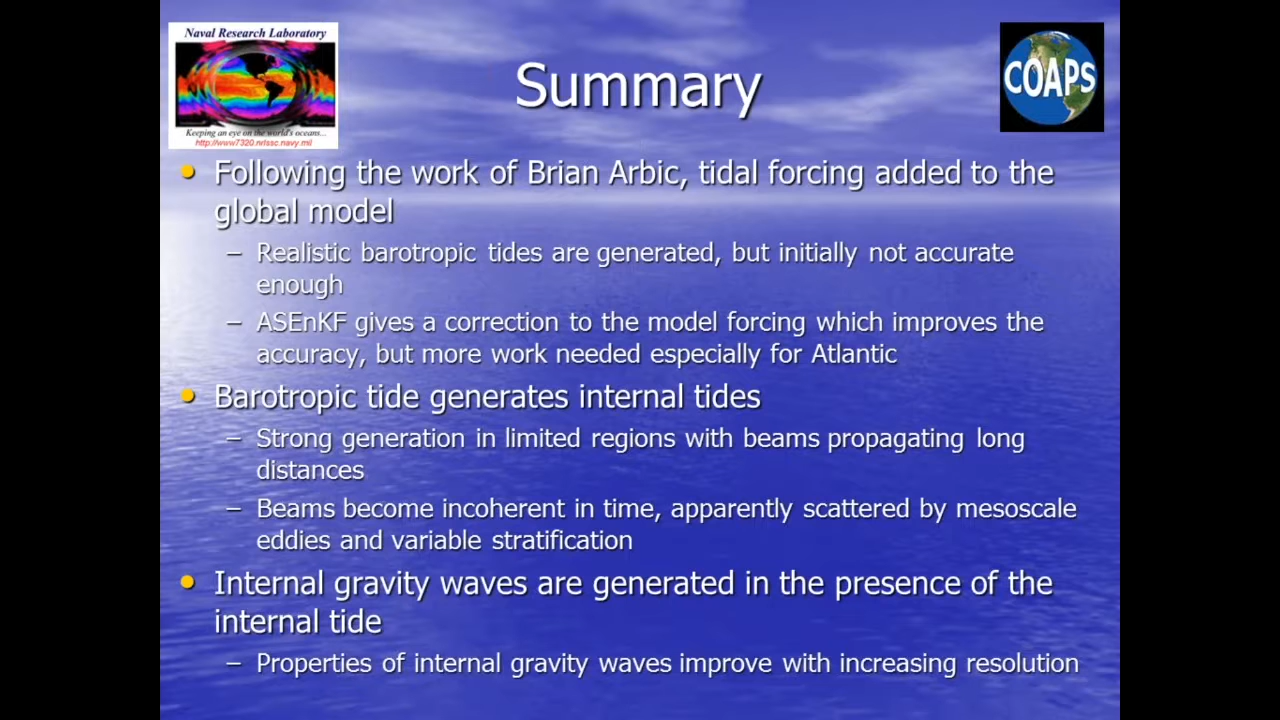 Naval Research Laboratory
Keeping an eye on the world's oceans...
http://www7320.nrlssc.navy.mil
Summary
COAPS
• Following the work of Brian Arbic, tidal forcing added to the
global model
– Realistic barotropic tides are generated, but initially not accurate
enough
– ASEnKF gives a correction to the model forcing which improves the
accuracy, but more work needed especially for Atlantic
• Barotropic tide generates internal tides
– Strong generation in limited regions with beams propagating long
distances
– Beams become incoherent in time, apparently scattered by mesoscale
eddies and variable stratification
• Internal gravity waves are generated in the presence of the
internal tide
– Properties of internal gravity waves improve with increasing resolution